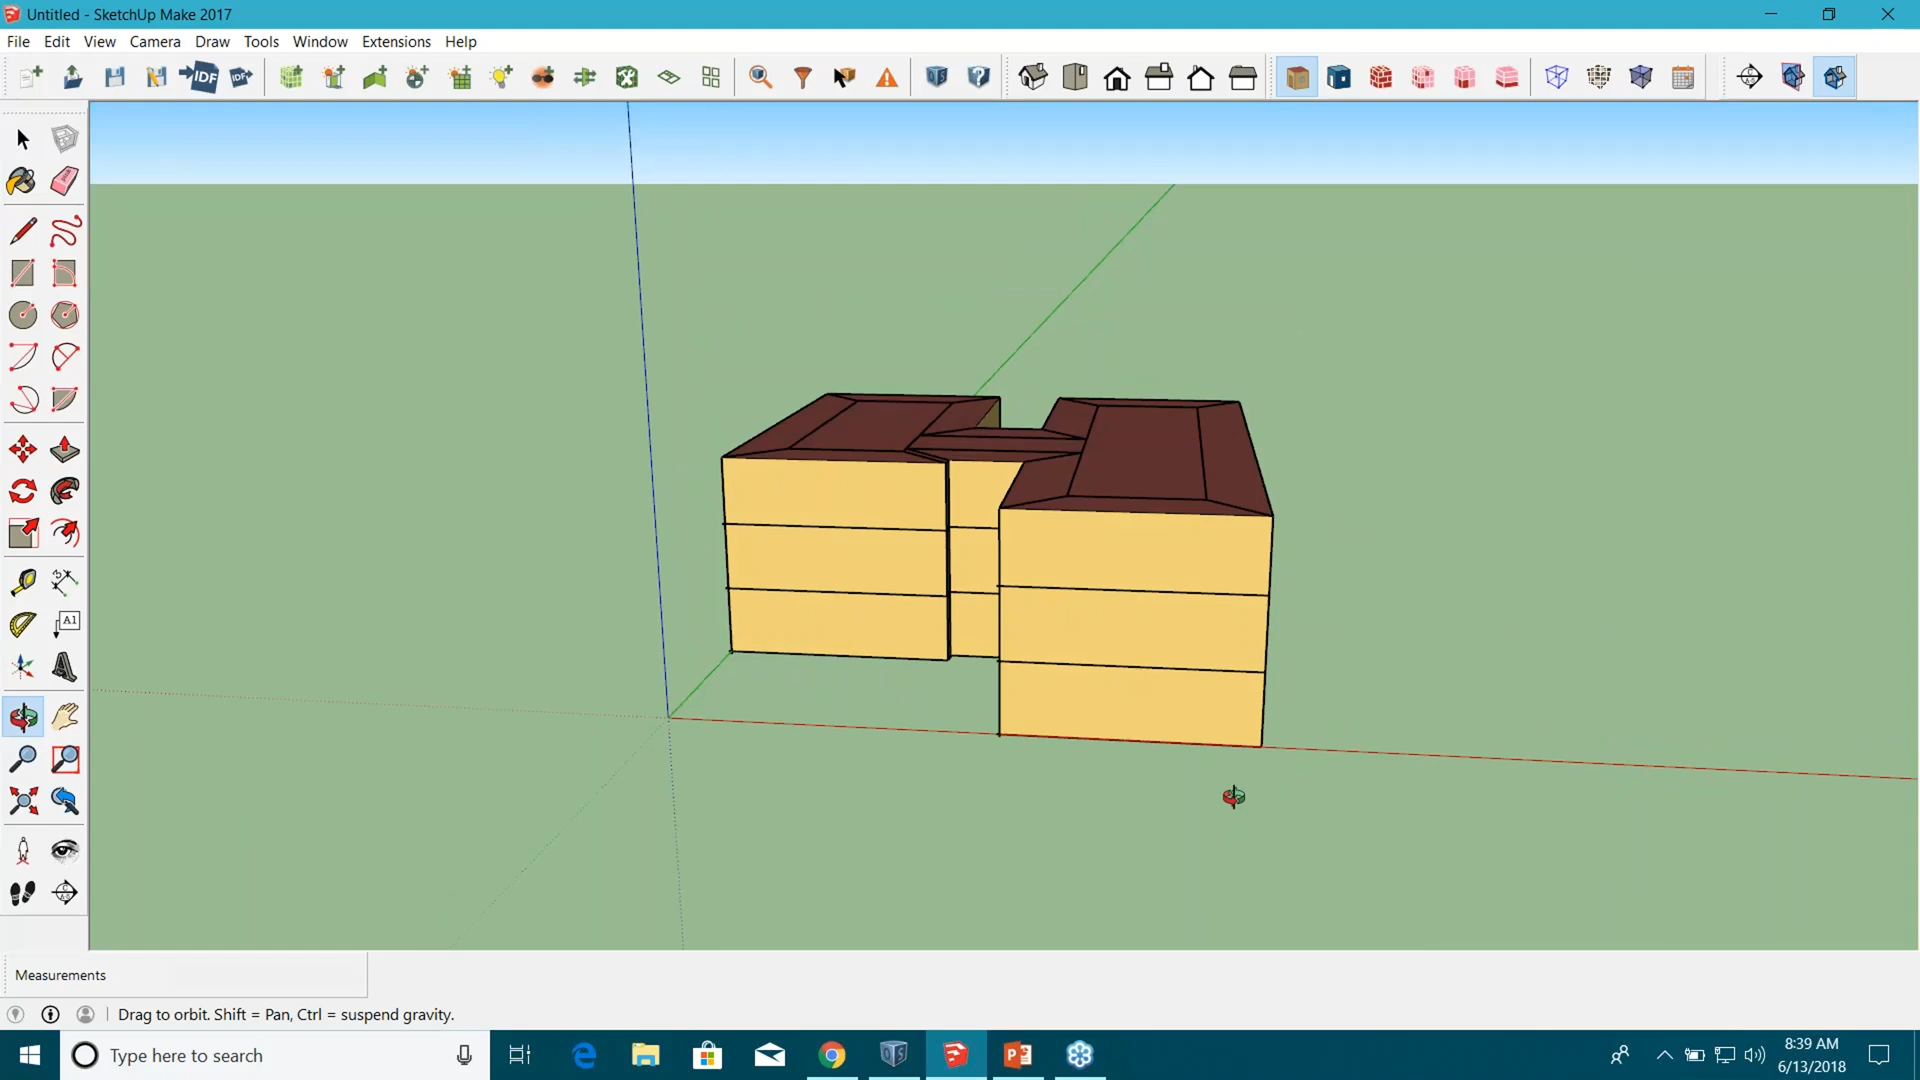 Untitled - SketchUp Make 2017
File Edit View Camera Draw Tools Window Extensions Help
IDF IDF
A1
Measurements
Drag to orbit. Shift = Pan, Ctrl = suspend gravity.
Type here to search
8:39 AM
6/13/2018